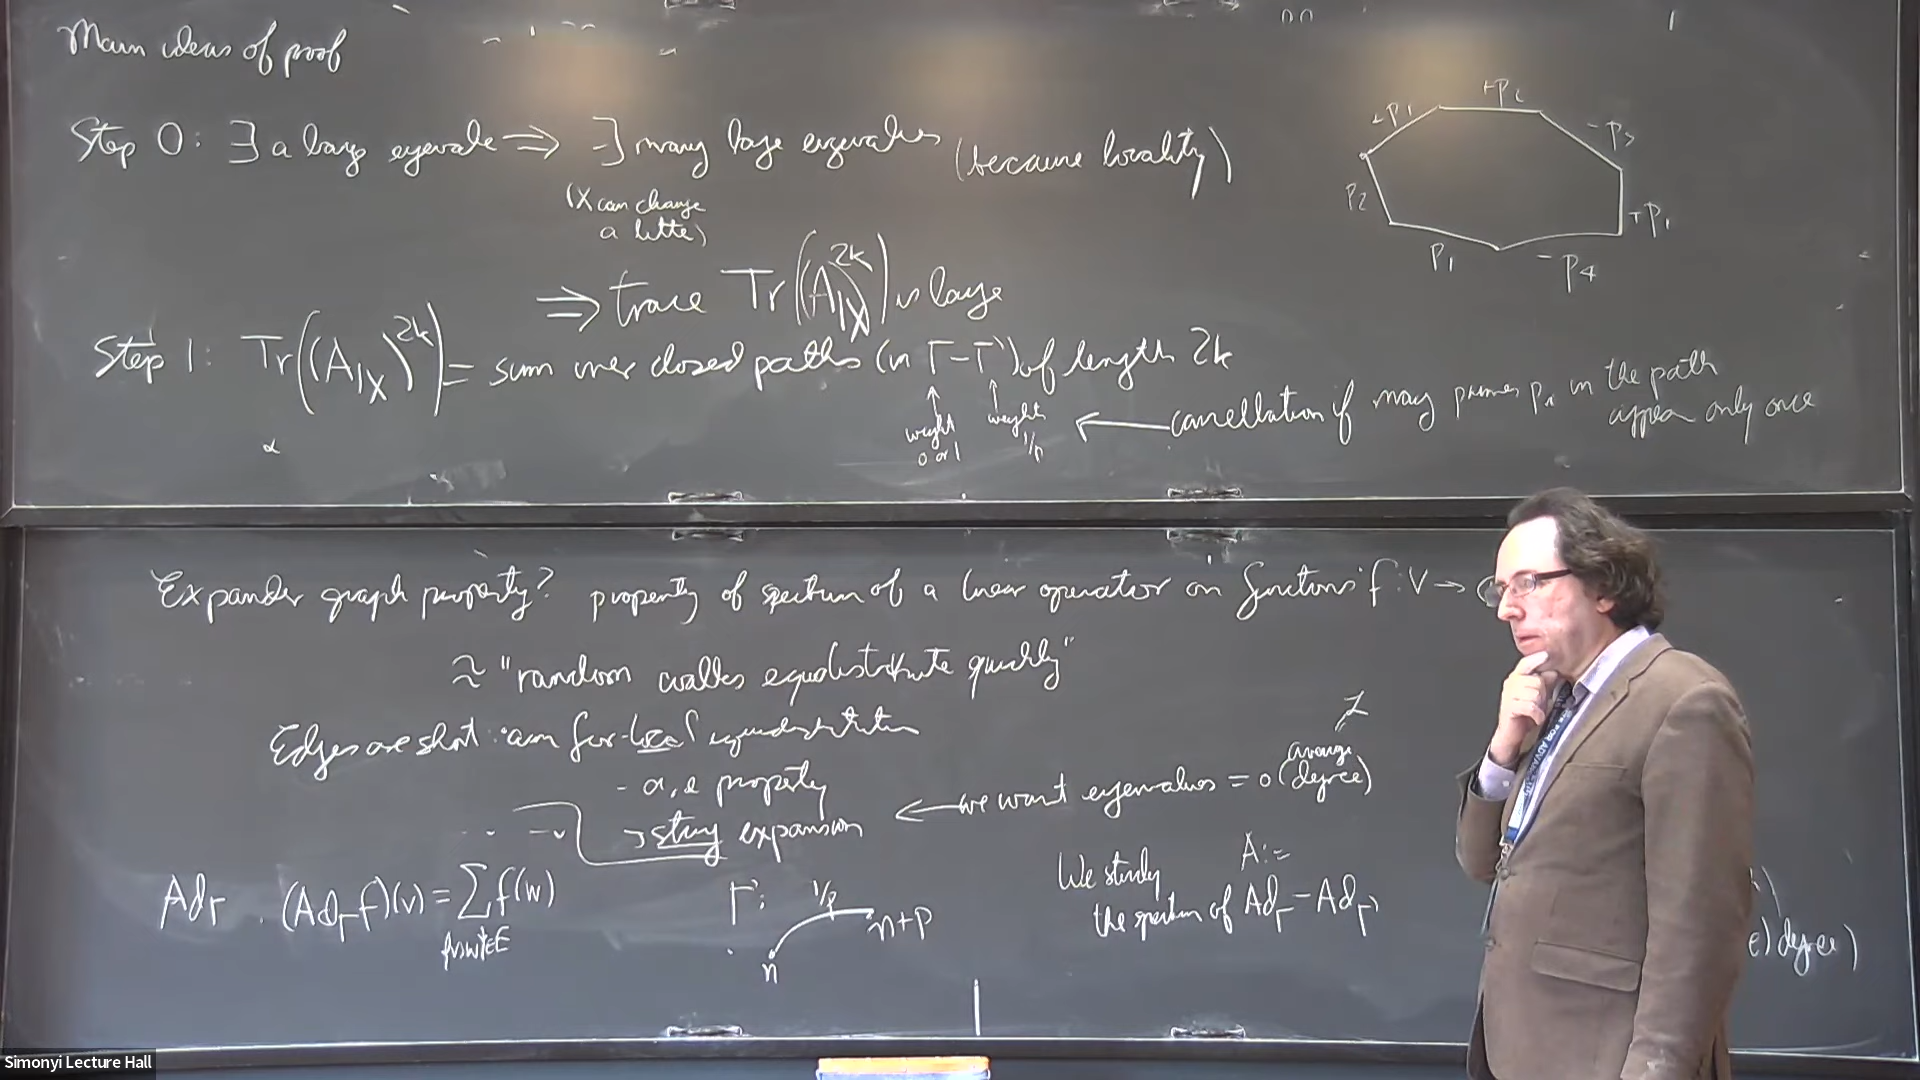 Main ideas of proof
Step 0: ∃ a large eigenvalue ⇒ ∃ many large eigenvalues (because locality)
(X can change
a little)
⇒ trace Tr((A|X)^2k) is large
Step 1: Tr((A|X)^2k) = sum over closed paths (in Γ-Γ') of length 2k
weight
0 or 1
weight
1/p
← cancellation if many primes p_i in the path
appear only once
+P1
+P2
-P3
+P1
-P4
P1
P2
Expander graph property? property of spectrum of a linear operator on functions f: V →
≈ "random walks equidistribute quickly"
Edges are short: aim for local equidistribution
- a.e property
→ strong expansion
← we want eigenvalues = o(average degree)
Ad_Γ (Ad_Γ f)(v) = Σ f(w)
Γ': 1/p
n
n+p
We study A:=
the spectrum of Ad_Γ - Ad_Γ'
degree)
Simonyi Lecture Hall